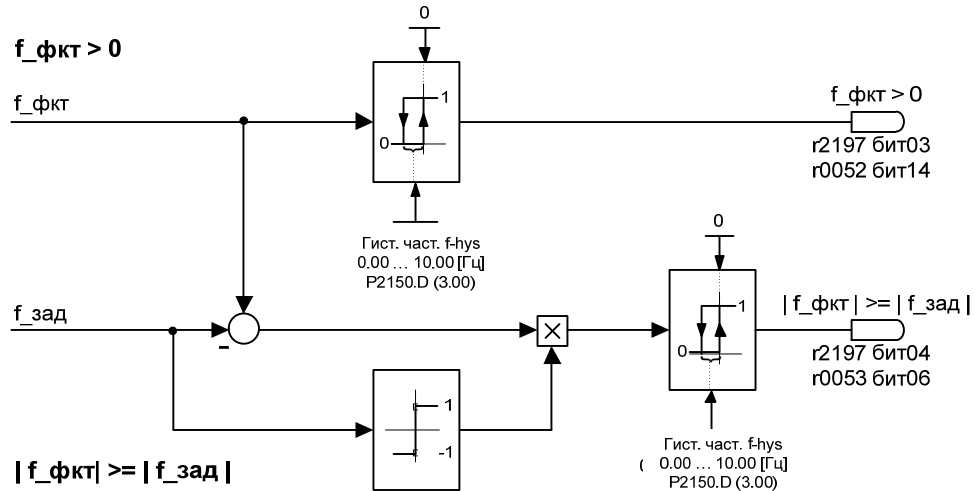 0
f_фкт > 0
f_фкт
1
0
f_фкт > 0
r2197 бит03
r0052 бит14
Гист. част. f-hys
0.00 ... 10.00 [Гц]
P2150.D (3.00)
0
f_зад
-
×
1
0
| f_фкт | >= | f_зад |
r2197 бит04
r0053 бит06
1
-1
Гист. част. f-hys
( 0.00 ... 10.00 [Гц]
P2150.D (3.00)
| f_фкт| >= | f_зад |